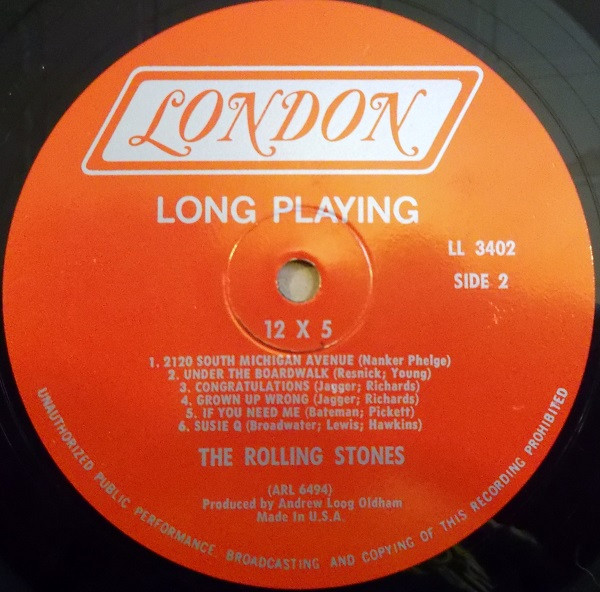 LONDON
LONG PLAYING
LL 3402
SIDE 2
12 X 5
1. 2120 SOUTH MICHIGAN AVENUE (Nanker Phelge)
2. UNDER THE BOARDWALK (Resnick; Young)
3. CONGRATULATIONS (Jagger; Richards)
4. GROWN UP WRONG (Jagger; Richards)
5. IF YOU NEED ME (Bateman; Pickett)
6. SUSIE Q (Broadwater; Lewis; Hawkins)
THE ROLLING STONES
(ARL 6494)
Produced by Andrew Loog Oldham
Made In U.S.A.
UNAUTHORIZED PUBLIC PERFORMANCE, BROADCASTING AND COPYING OF THIS RECORDING PROHIBITED